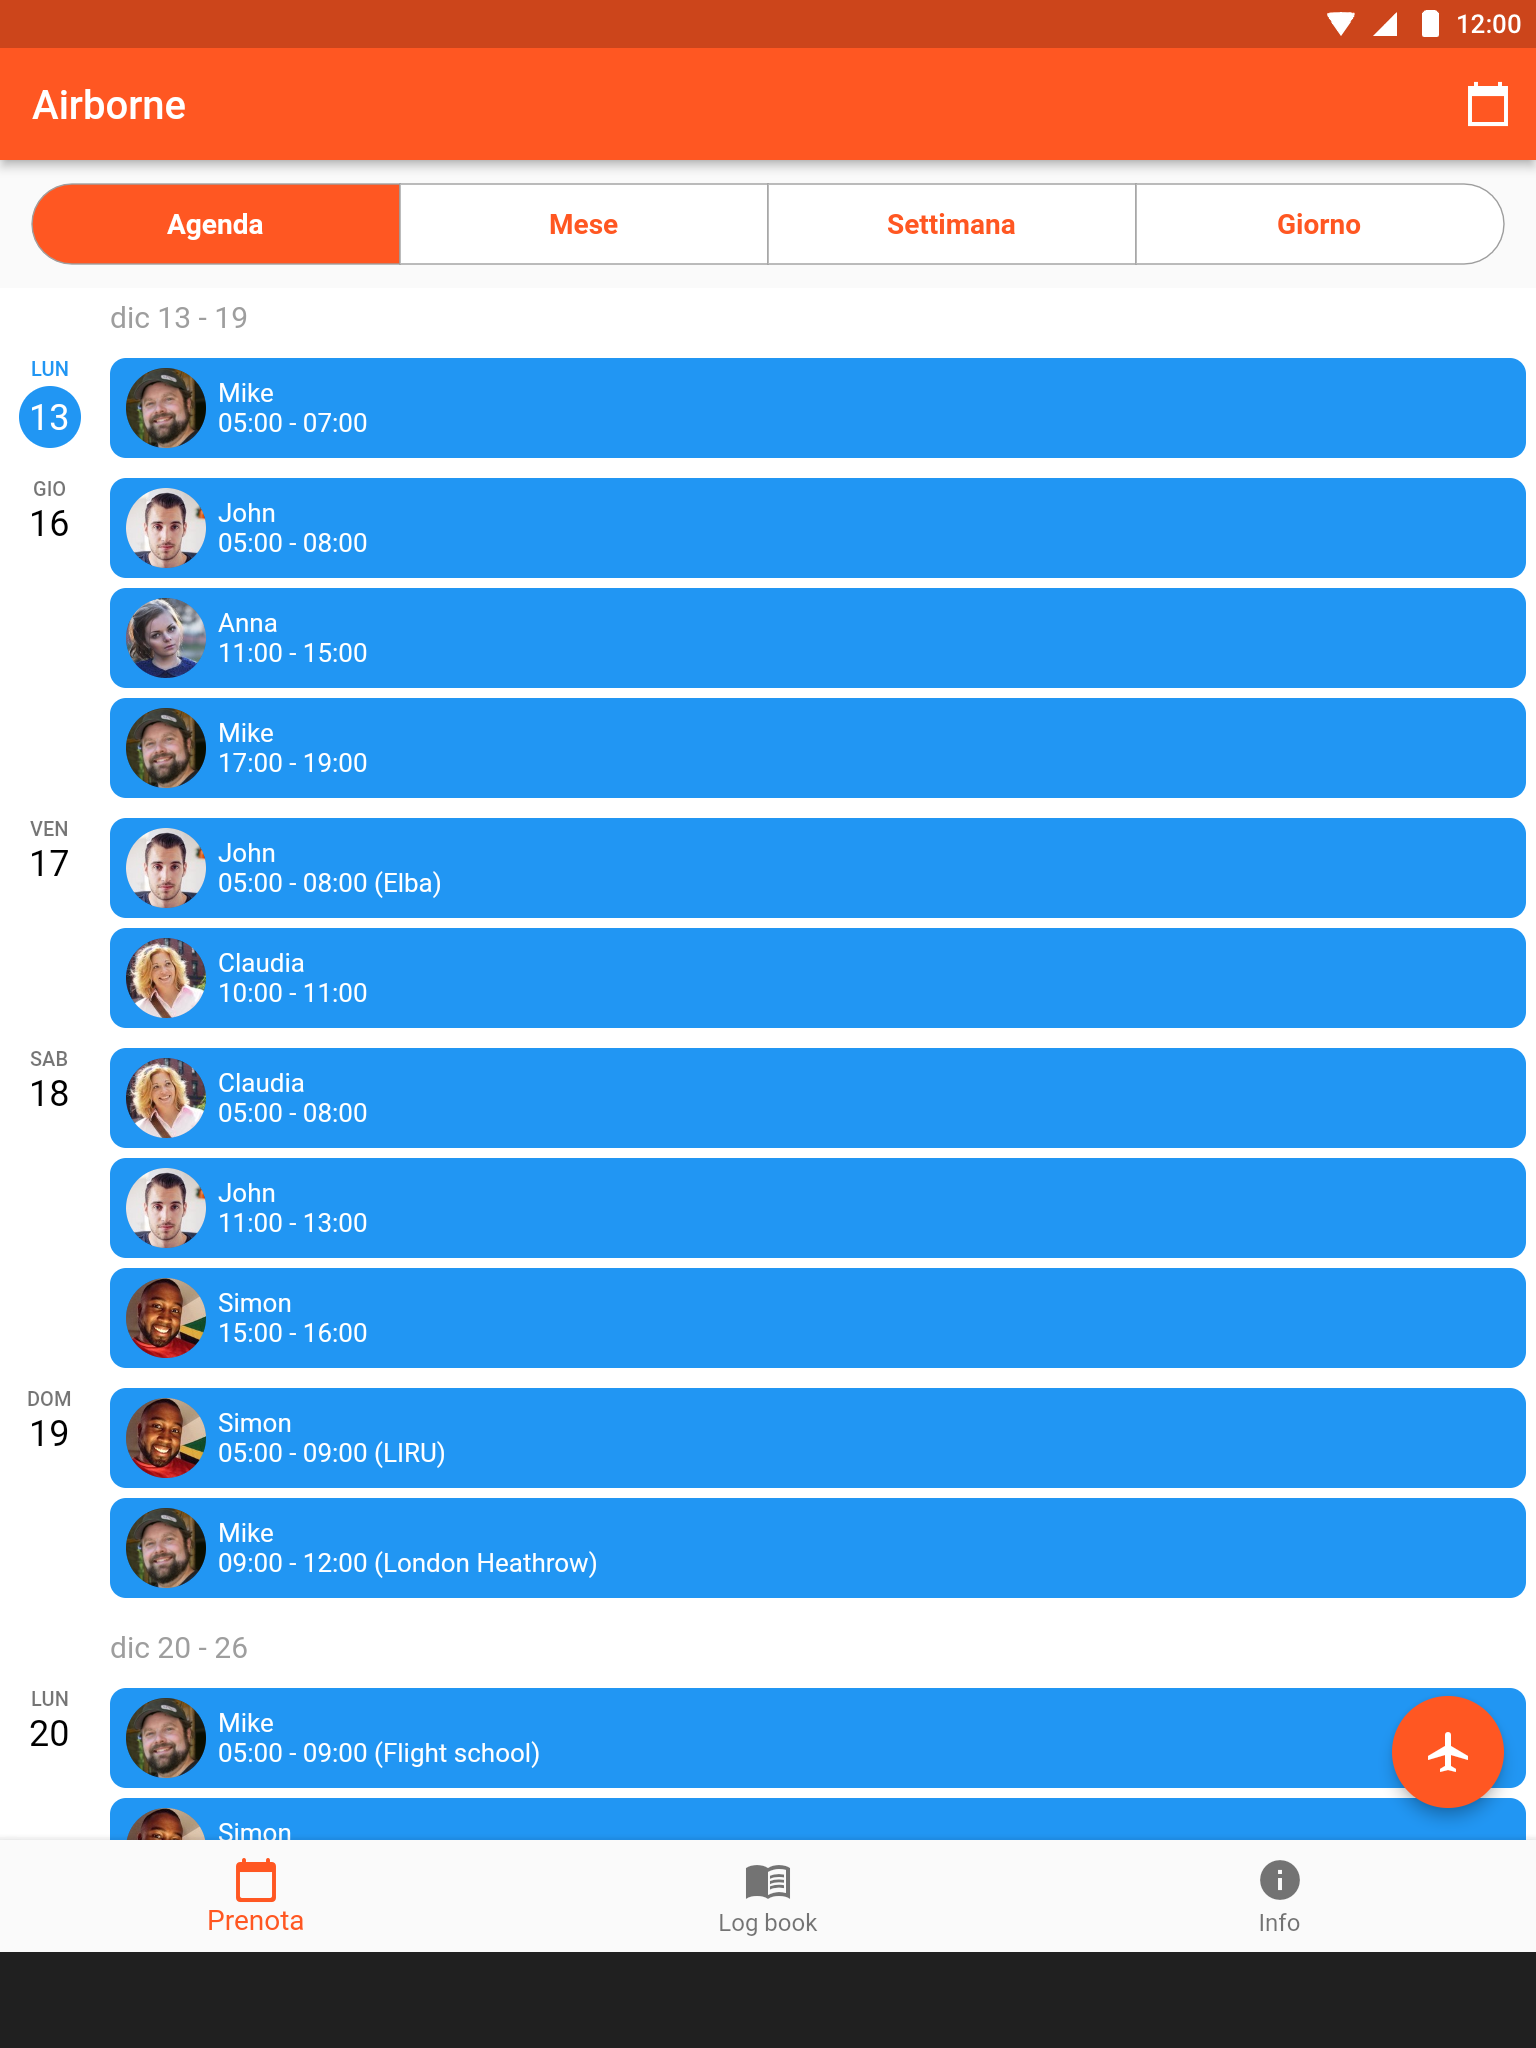 12:00
Airborne
Agenda
Mese
Settimana
Giorno
dic 13 - 19
LUN
13
Mike
05:00 - 07:00
GIO
16
John
05:00 - 08:00
Anna
11:00 - 15:00
Mike
17:00 - 19:00
VEN
17
John
05:00 - 08:00 (Elba)
Claudia
10:00 - 11:00
SAB
18
Claudia
05:00 - 08:00
John
11:00 - 13:00
Simon
15:00 - 16:00
DOM
19
Simon
05:00 - 09:00 (LIRU)
Mike
09:00 - 12:00 (London Heathrow)
dic 20 - 26
LUN
20
Mike
05:00 - 09:00 (Flight school)
Simon
Prenota
Log book
Info